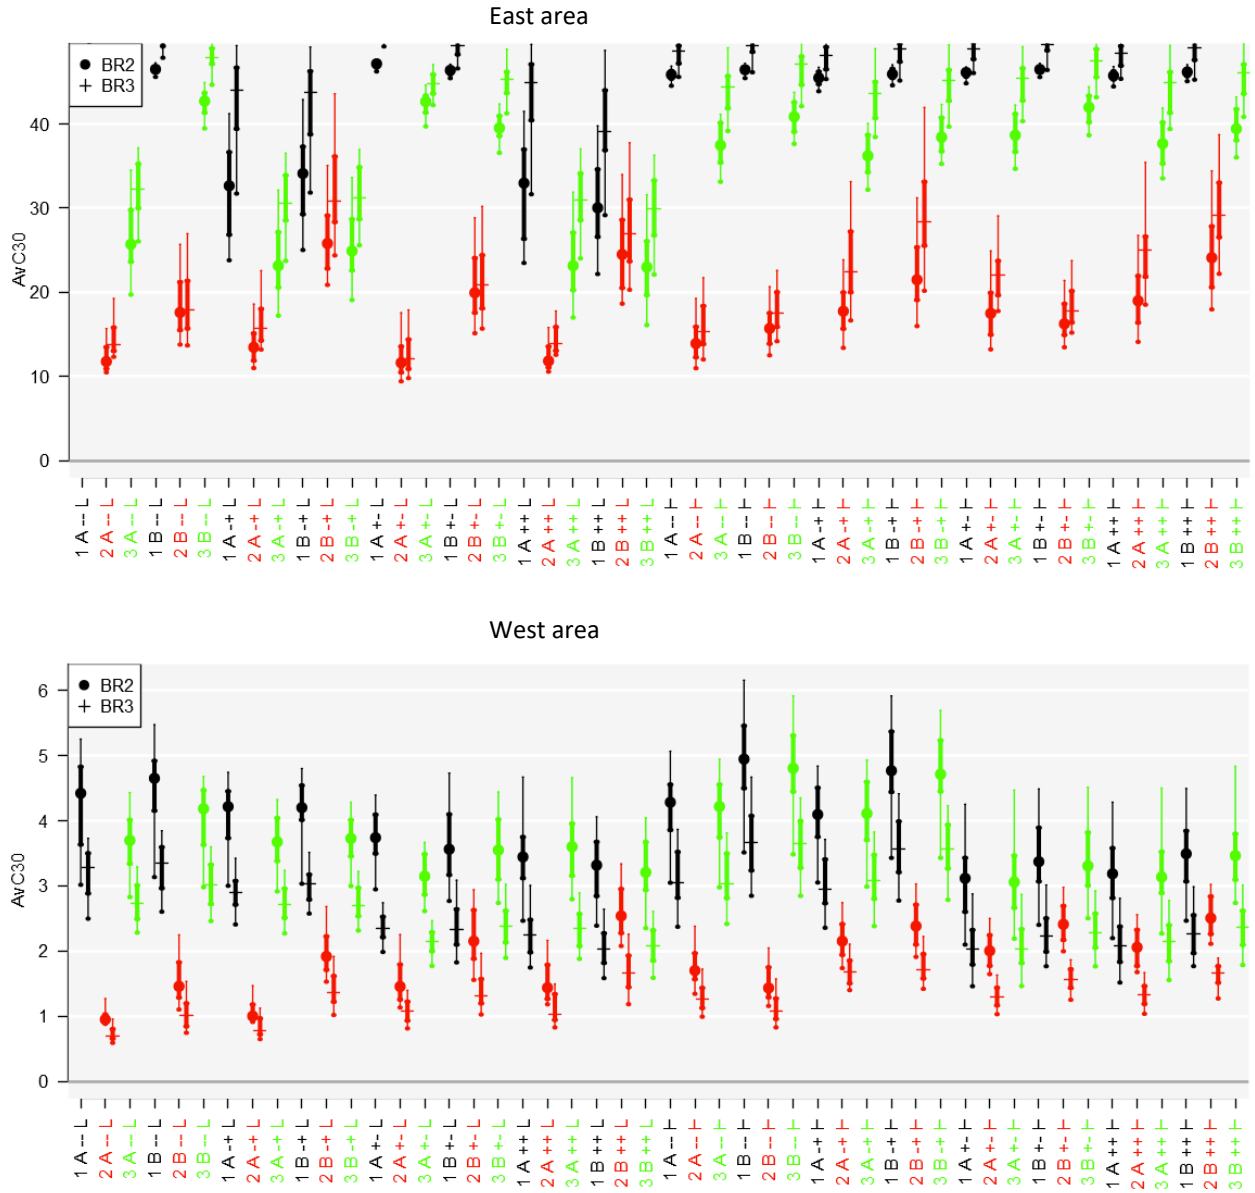 East area
BR2
BR3
AvC30
40
30
20
10
0
1 A -- L
2 A -- L
3 A -- L
1 B -- L
2 B -- L
3 B -- L
1 A -+ L
2 A -+ L
3 A -+ L
1 B -+ L
2 B -+ L
3 B -+ L
1 A +- L
2 A +- L
3 A +- L
1 B +- L
2 B +- L
3 B +- L
1 A ++ L
2 A ++ L
3 A ++ L
1 B ++ L
2 B ++ L
3 B ++ L
1 A -- H
2 A -- H
3 A -- H
1 B -- H
2 B -- H
3 B -- H
1 A -+ H
2 A -+ H
3 A -+ H
1 B -+ H
2 B -+ H
3 B -+ H
1 A +- H
2 A +- H
3 A +- H
1 B +- H
2 B +- H
3 B +- H
1 A ++ H
2 A ++ H
3 A ++ H
1 B ++ H
2 B ++ H
3 B ++ H
West area
BR2
BR3
AvC30
6
5
4
3
2
1
0
1 A -- L
2 A -- L
3 A -- L
1 B -- L
2 B -- L
3 B -- L
1 A -+ L
2 A -+ L
3 A -+ L
1 B -+ L
2 B -+ L
3 B -+ L
1 A +- L
2 A +- L
3 A +- L
1 B +- L
2 B +- L
3 B +- L
1 A ++ L
2 A ++ L
3 A ++ L
1 B ++ L
2 B ++ L
3 B ++ L
1 A -- H
2 A -- H
3 A -- H
1 B -- H
2 B -- H
3 B -- H
1 A -+ H
2 A -+ H
3 A -+ H
1 B -+ H
2 B -+ H
3 B -+ H
1 A +- H
2 A +- H
3 A +- H
1 B +- H
2 B +- H
3 B +- H
1 A ++ H
2 A ++ H
3 A ++ H
1 B ++ H
2 B ++ H
3 B ++ H